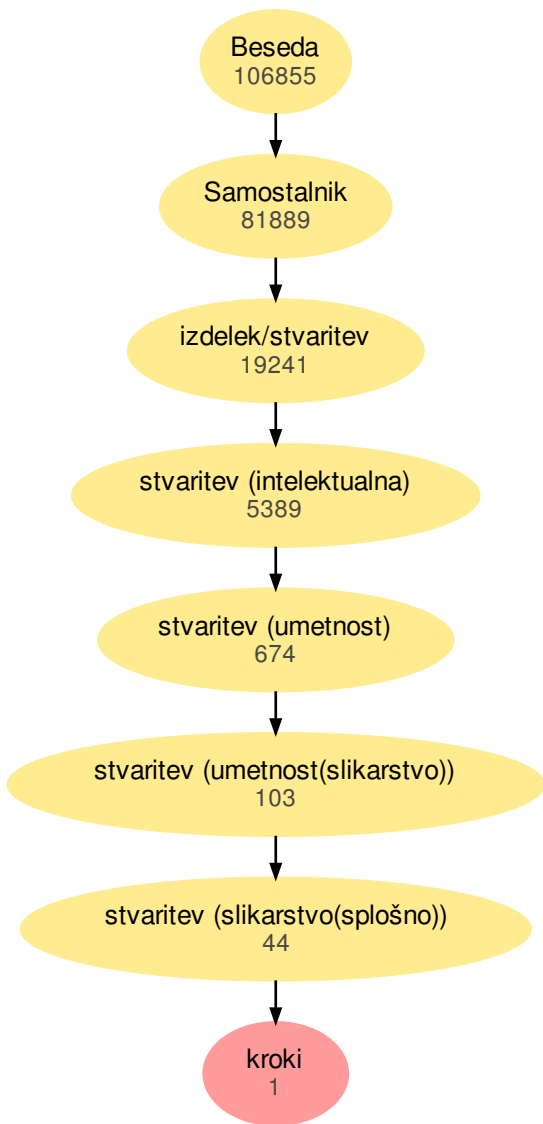 Beseda
106855
Samostalnik
81889
izdelek/stvaritev
19241
stvaritev (intelektualna)
5389
stvaritev (umetnost)
674
stvaritev (umetnost(slikarstvo))
103
stvaritev (slikarstvo(splošno))
44
kroki
1